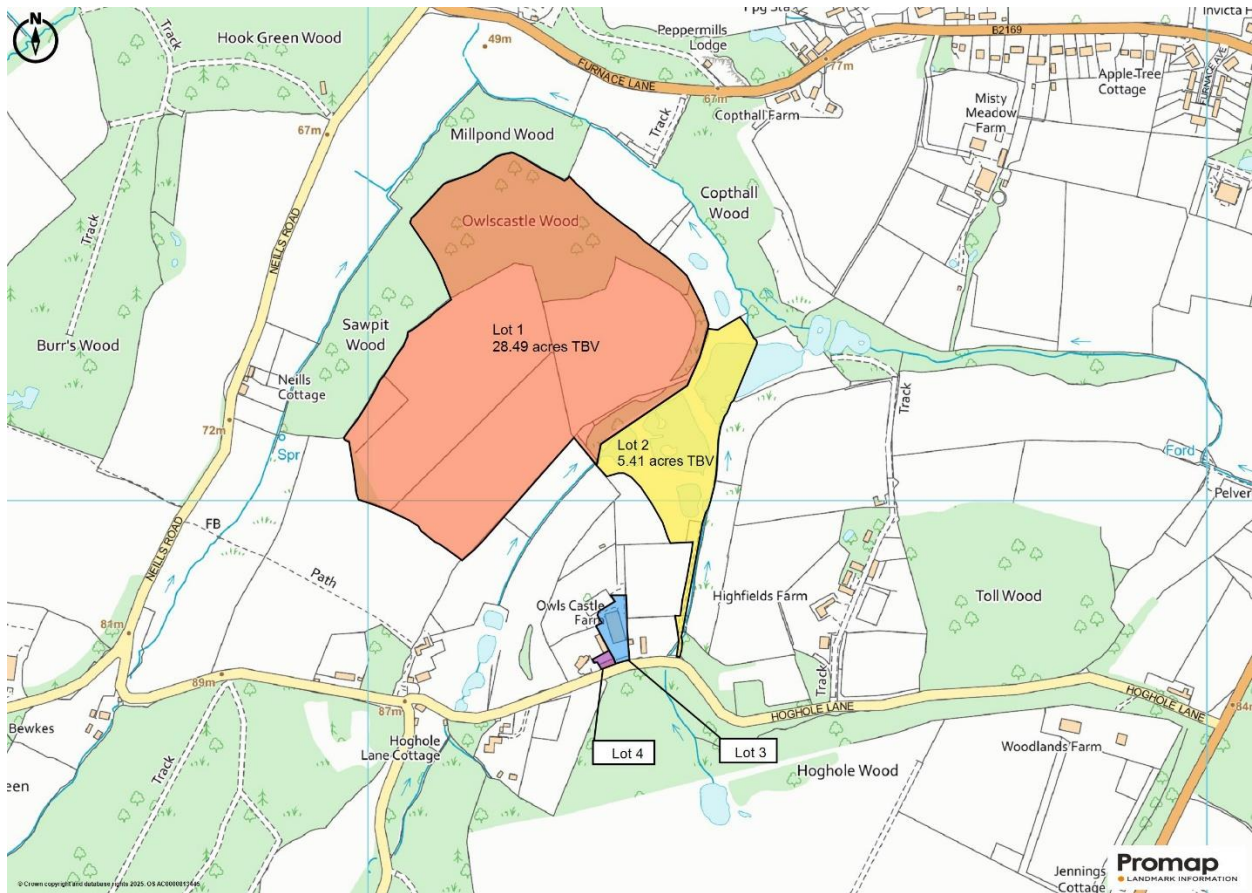 N
Track
Hook Green Wood
49m
Peppermills
Lodge
B2169
FURNACE LANE
77m
67m
Apple-Tree
Cottage
FURNACE AVE
Misty
Meadow
Farm
67m
Millpond Wood
Track
Copthall Farm
Copthall
Wood
Owlscastle Wood
Track
NEILLS ROAD
Burr's Wood
Sawpit
Wood
Lot 1
28.49 acres TBV
Neills
Cottage
72m
Spr
Track
Lot 2
5.41 acres TBV
Ford
NEILLS ROAD
FB
Path
81m
Owls Castle
Farm
Highfields Farm
Toll Wood
Track
89m
87m
HOGHOLE LANE
HOGHOLE LANE
84m
Bewkes
Track
Hoghole
Lane Cottage
Lot 4
Lot 3
Woodlands Farm
Hoghole Wood
Jennings
Cottage
Promap
LANDMARK INFORMATION